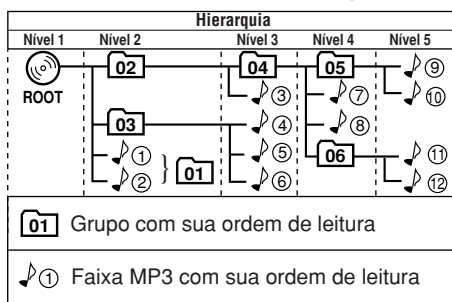 Hierarquia
Nível 1 Nível 2 Nível 3 Nível 4 Nível 5
02 04 05 ⑨
ROOT ③ ⑦ ⑩
03 ④ ⑧
① ⑤ 06 ⑪
② } 01 ⑥ ⑫
01 Grupo com sua ordem de leitura
① Faixa MP3 com sua ordem de leitura